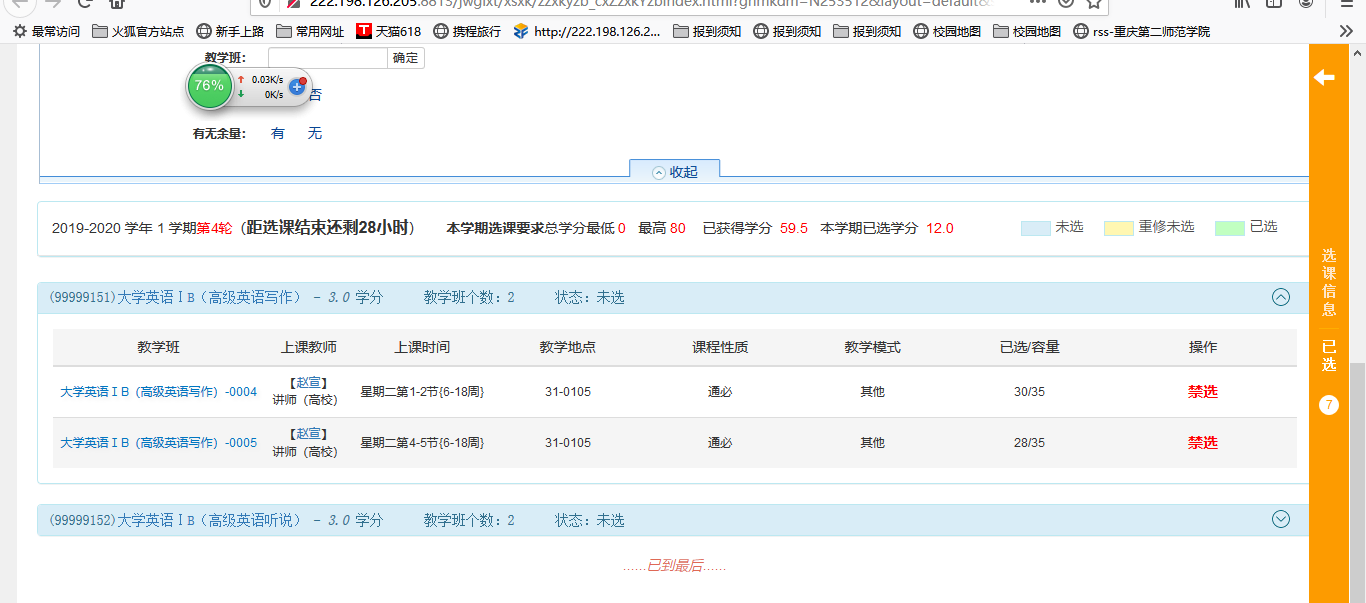 222.198.126.205:8813/jwglxt/xsxk/zzxkyzb_cxZzxkYzbIndex.html?gnmkdm=N253512&layout=default&
最常访问 火狐官方站点 新手上路 常用网址 天猫618 携程旅行 http://222.198.126.2... 报到须知 报到须知 报到须知 校园地图 校园地图 rss-重庆第二师范学院
教学班: 确定
76% 0.03K/s 0K/s 否
有无余量: 有 无
收起
2019-2020 学年 1 学期第4轮（距选课结束还剩28小时） 本学期选课要求总学分最低 0 最高 80 已获得学分 59.5 本学期已选学分 12.0 未选 重修未选 已选
(99999151)大学英语ⅠB（高级英语写作） - 3.0 学分 教学班个数：2 状态：未选
教学班 上课教师 上课时间 教学地点 课程性质 教学模式 已选/容量 操作
大学英语ⅠB（高级英语写作）-0004 【赵宣】 讲师（高校） 星期二第1-2节{6-18周} 31-0105 通必 其他 30/35 禁选
大学英语ⅠB（高级英语写作）-0005 【赵宣】 讲师（高校） 星期二第4-5节{6-18周} 31-0105 通必 其他 28/35 禁选
(99999152)大学英语ⅠB（高级英语听说） - 3.0 学分 教学班个数：2 状态：未选
......已到最后......
选课信息
已选
7